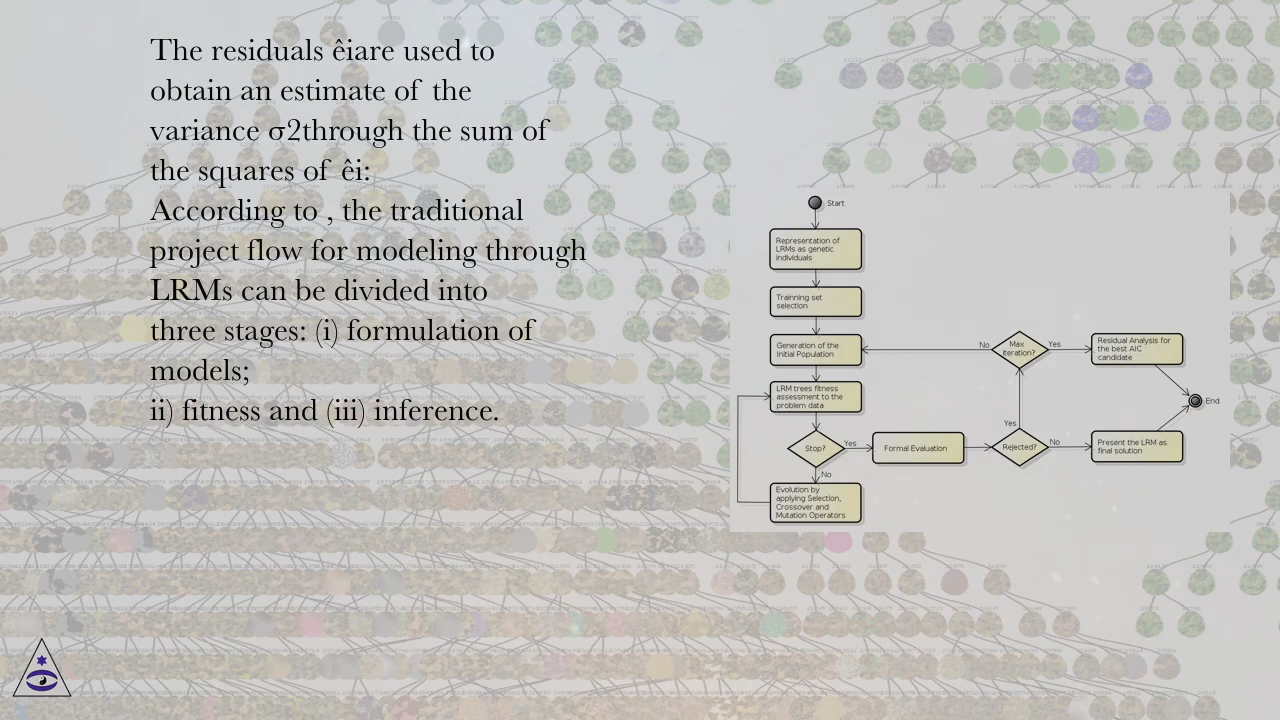 The residuals êiare used to
obtain an estimate of the
variance σ2through the sum of
the squares of êi:
According to , the traditional
project flow for modeling through
LRMs can be divided into
three stages: (i) formulation of
models;
ii) fitness and (iii) inference.
Start
Representation of
LRMs as genetic
individuals
Trainning set
selection
Generation of the
Initial Population
No
Max
iteration?
Yes
Residual Analysis for
the best AIC
candidate
LRM trees fitness
assessment to the
problem data
End
Stop?
Yes
Formal Evaluation
Yes
Rejected?
No
Present the LRM as
final solution
No
Evolution by
applying Selection,
Crossover and
Mutation Operators